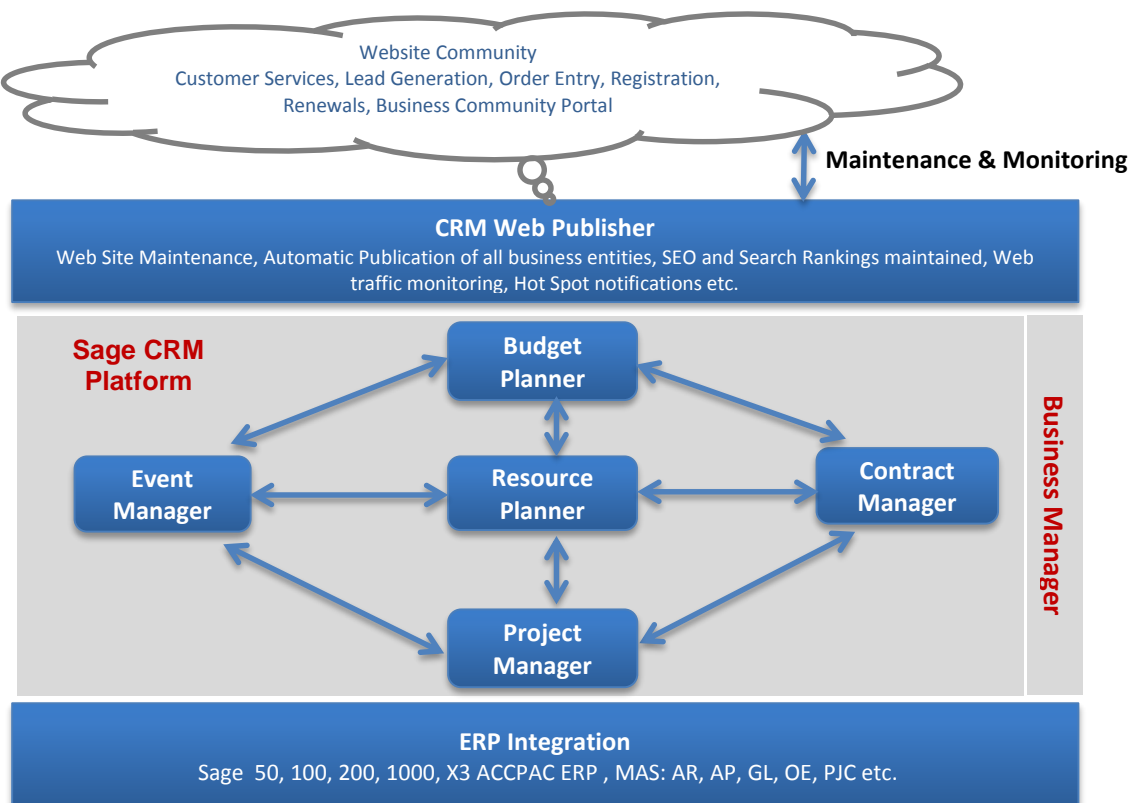 Website Community
Customer Services, Lead Generation, Order Entry, Registration,
Renewals, Business Community Portal
Maintenance & Monitoring
CRM Web Publisher
Web Site Maintenance, Automatic Publication of all business entities, SEO and Search Rankings maintained, Web
traffic monitoring, Hot Spot notifications etc.
Sage CRM
Platform
Budget
Planner
Event
Manager
Resource
Planner
Contract
Manager
Project
Manager
Business Manager
ERP Integration
Sage 50, 100, 200, 1000, X3 ACCPAC ERP , MAS: AR, AP, GL, OE, PJC etc.